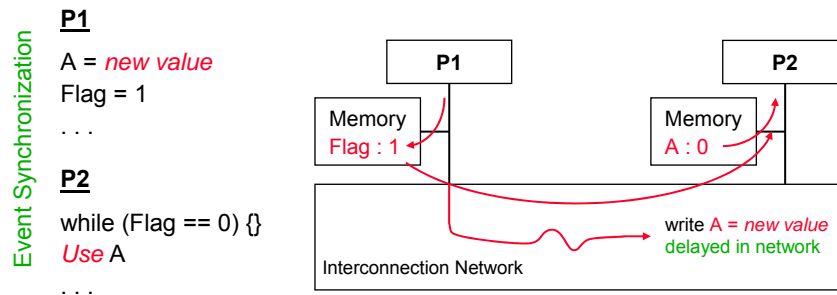 Event Synchronization
P1
A = new value
Flag = 1
. . .
P2
while (Flag == 0) {}
Use A
. . .
P1
P2
Memory
Flag : 1
Memory
A : 0
write A = new value
delayed in network
Interconnection Network